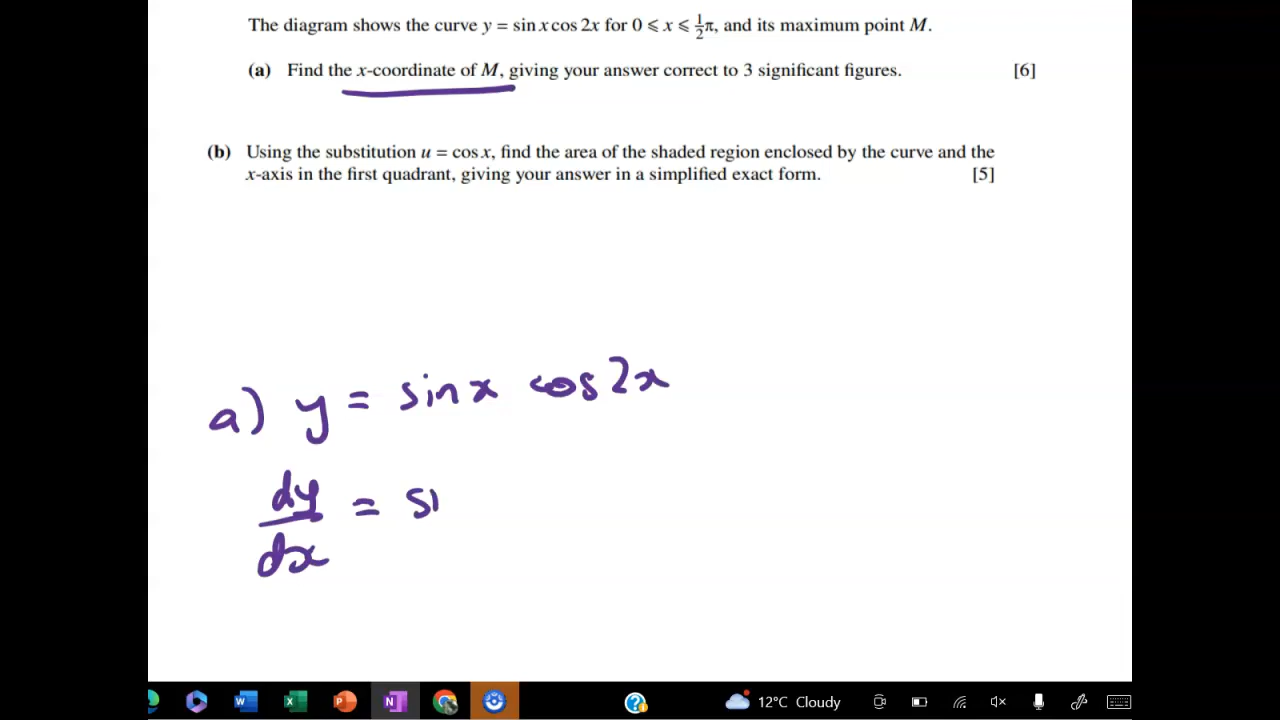 The diagram shows the curve y = sin x cos 2x for 0 ⩽ x ⩽ ½π, and its maximum point M.
(a) Find the x-coordinate of M, giving your answer correct to 3 significant figures. [6]
(b) Using the substitution u = cos x, find the area of the shaded region enclosed by the curve and the
x-axis in the first quadrant, giving your answer in a simplified exact form. [5]
a) y = sin x cos 2x
dy/dx = si
12°C Cloudy